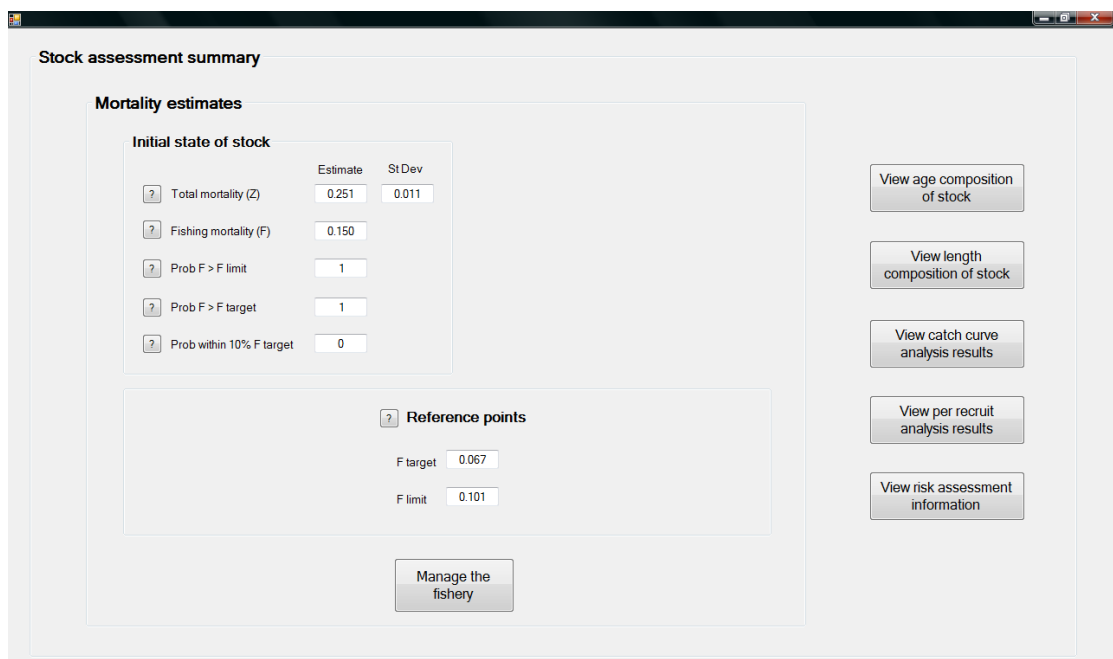 Stock assessment summary
Mortality estimates
Initial state of stock
Estimate St Dev
? Total mortality (Z) 0.251 0.011
? Fishing mortality (F) 0.150
? Prob F > F limit 1
? Prob F > F target 1
? Prob within 10% F target 0
? Reference points
F target 0.067
F limit 0.101
Manage the
fishery
View age composition
of stock
View length
composition of stock
View catch curve
analysis results
View per recruit
analysis results
View risk assessment
information